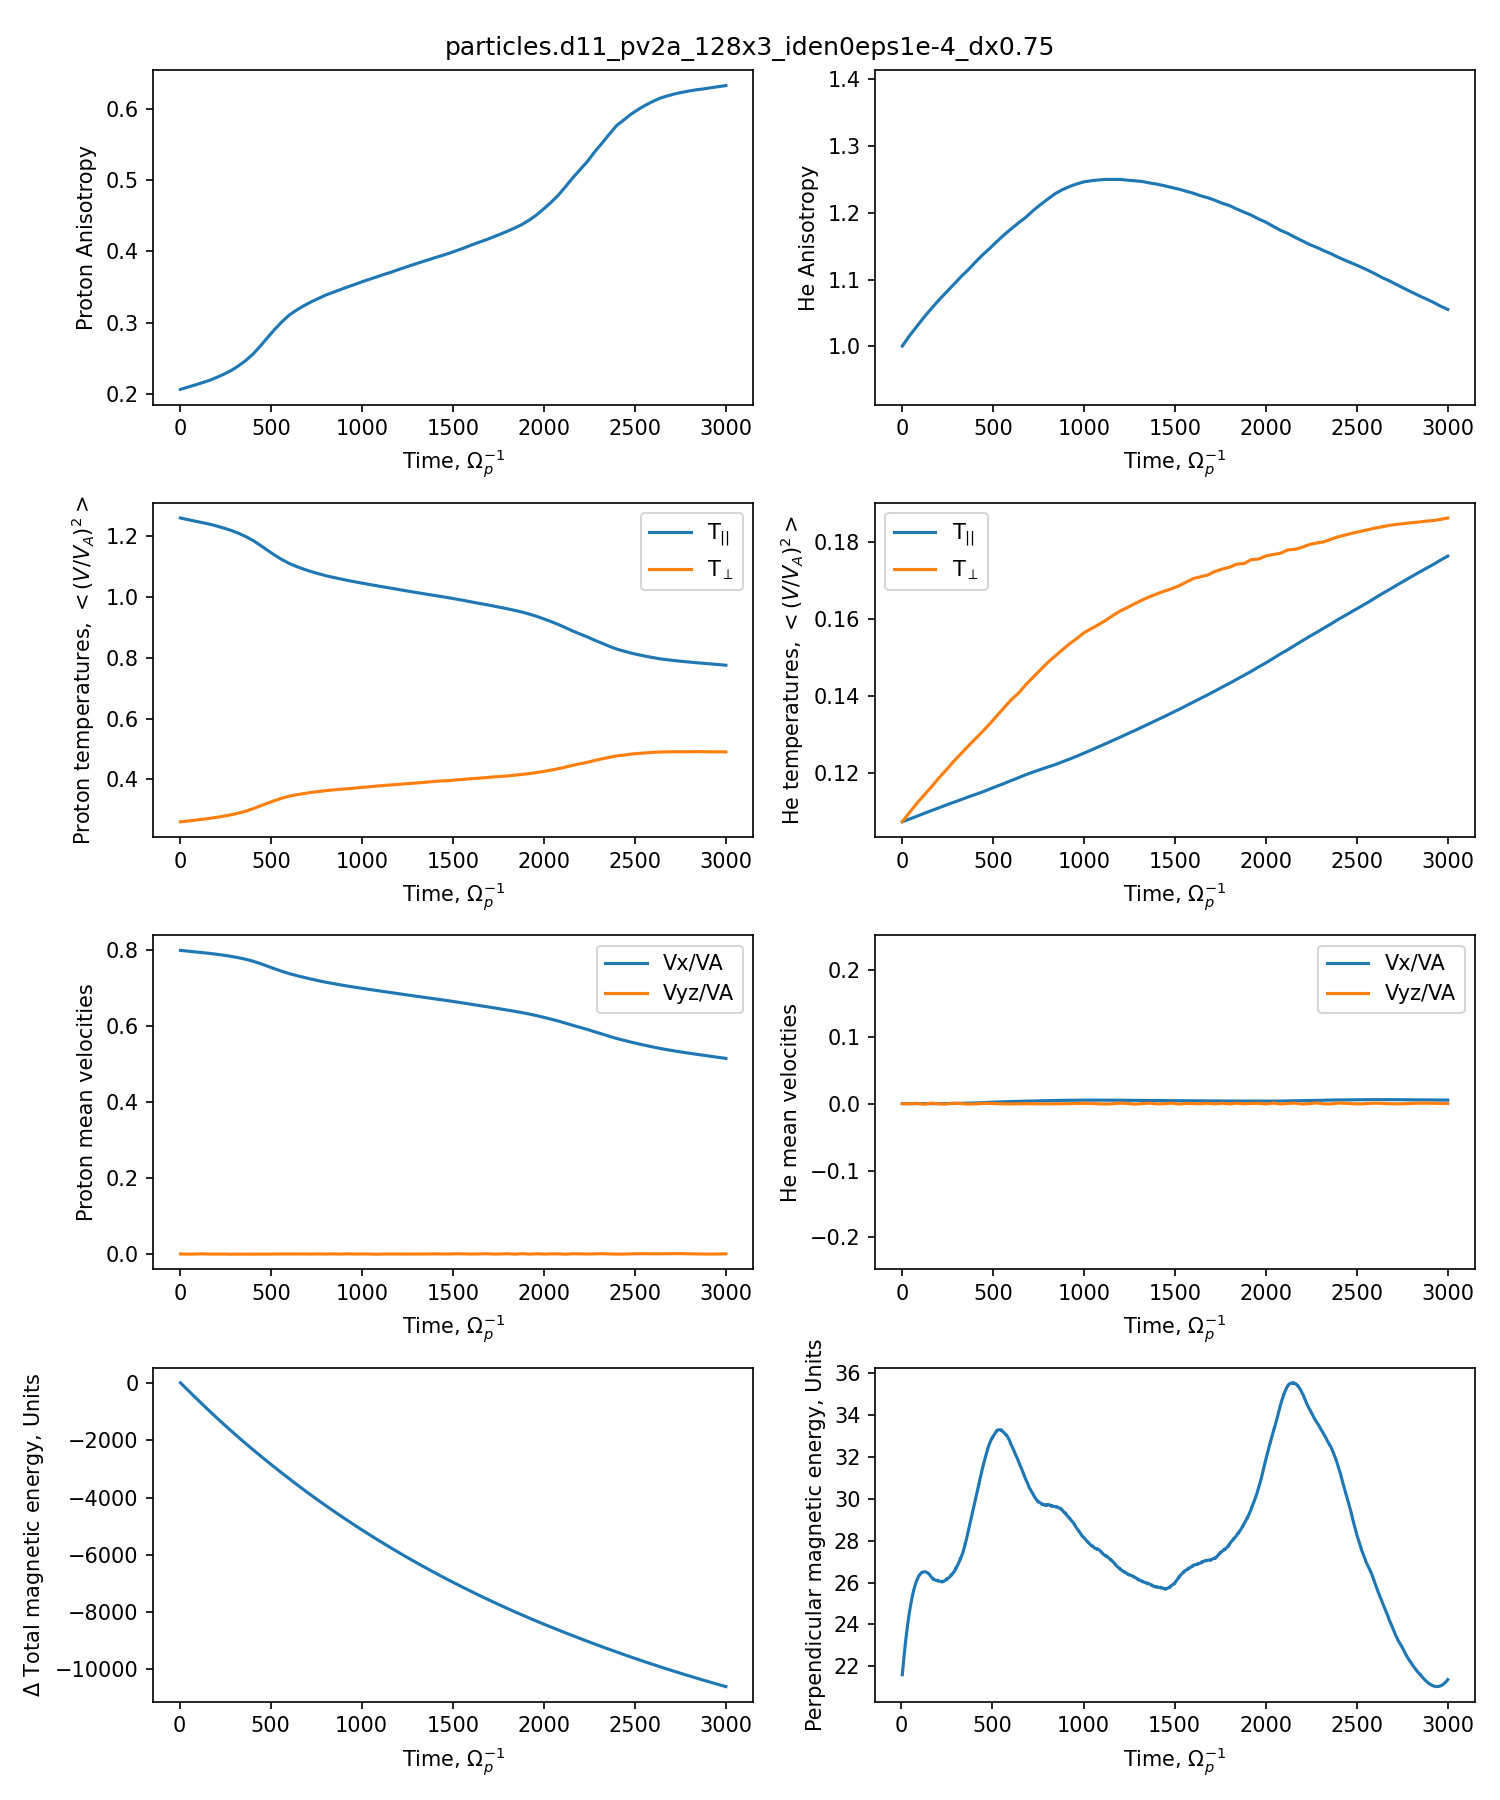 particles.d11_pv2a_128x3_iden0eps1e-4_dx0.75
Proton Anisotropy
0.6
0.5
0.4
0.3
0.2
0 500 1000 1500 2000 2500 3000
Time, Ω_p^{-1}
He Anisotropy
1.4
1.3
1.2
1.1
1.0
0 500 1000 1500 2000 2500 3000
Time, Ω_p^{-1}
Proton temperatures, <(V/V_A)^2>
1.2
1.0
0.8
0.6
0.4
T_{||}
T_⊥
0 500 1000 1500 2000 2500 3000
Time, Ω_p^{-1}
He temperatures, <(V/V_A)^2>
0.18
0.16
0.14
0.12
T_{||}
T_⊥
0 500 1000 1500 2000 2500 3000
Time, Ω_p^{-1}
Proton mean velocities
0.8
0.6
0.4
0.2
0.0
Vx/VA
Vyz/VA
0 500 1000 1500 2000 2500 3000
Time, Ω_p^{-1}
He mean velocities
0.2
0.1
0.0
−0.1
−0.2
Vx/VA
Vyz/VA
0 500 1000 1500 2000 2500 3000
Time, Ω_p^{-1}
Δ Total magnetic energy, Units
0
−2000
−4000
−6000
−8000
−10000
0 500 1000 1500 2000 2500 3000
Time, Ω_p^{-1}
Perpendicular magnetic energy, Units
36
34
32
30
28
26
24
22
0 500 1000 1500 2000 2500 3000
Time, Ω_p^{-1}